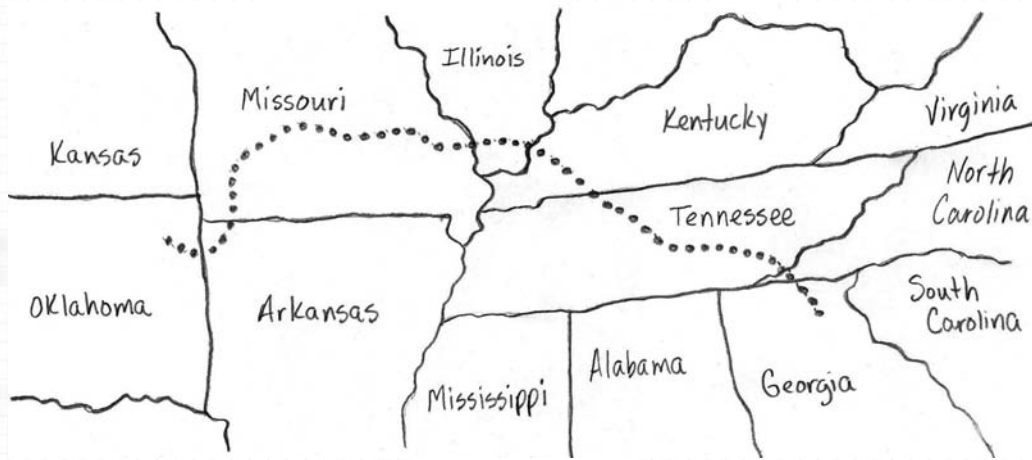 Illinois
Missouri
Kentucky
Virginia
Kansas
North
Carolina
Tennessee
Oklahoma
Arkansas
South
Carolina
Mississippi
Alabama
Georgia